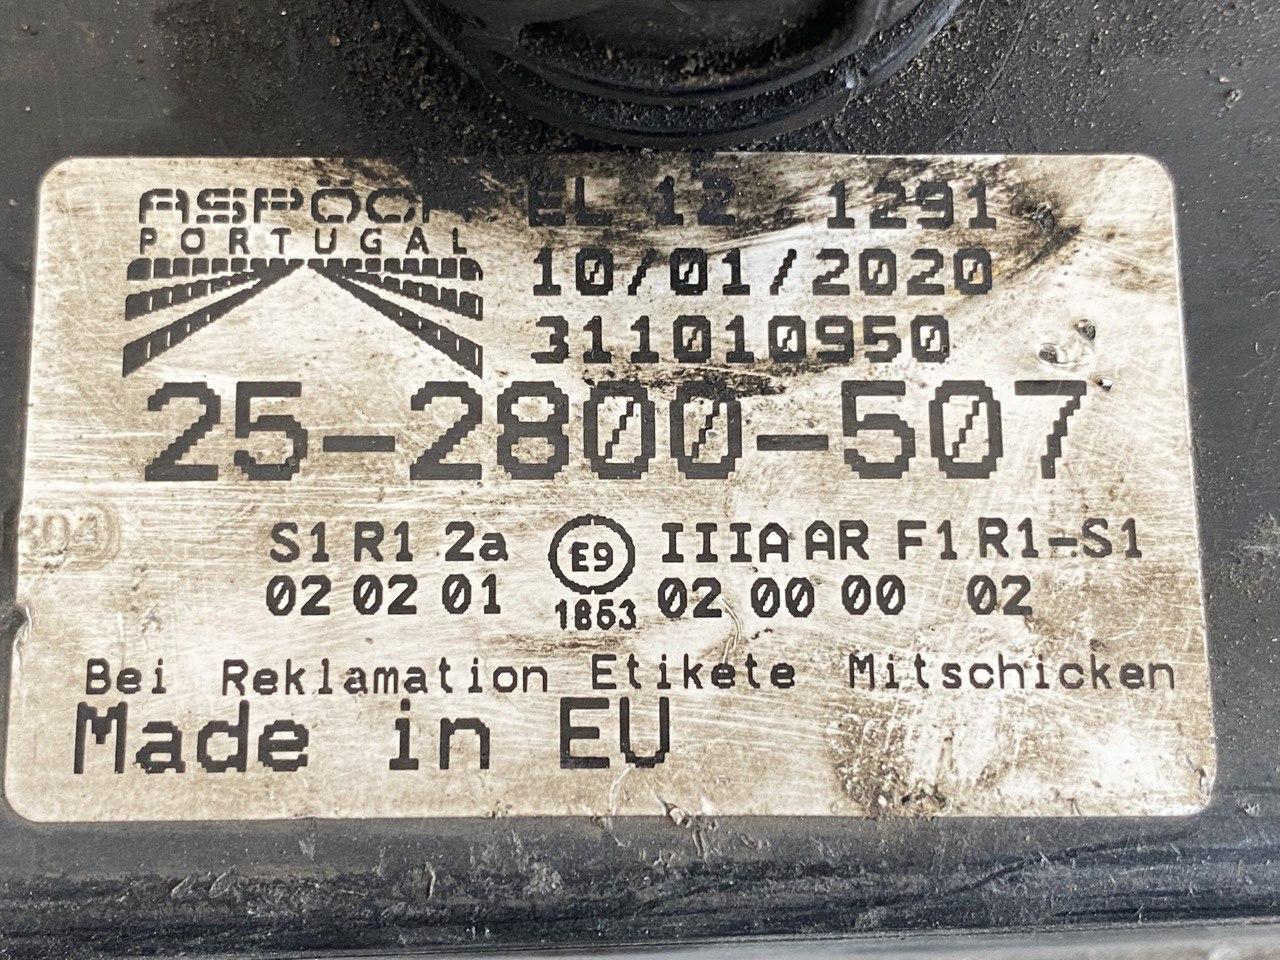 ASPÖCK EL 12 1291
PORTUGAL
10/01/2020
311010950
25-2800-507
S1 R1 2a E9 IIIA AR F1 R1-S1
02 02 01 1863 02 00 00 02
Bei Reklamation Etikete Mitschicken
Made in EU